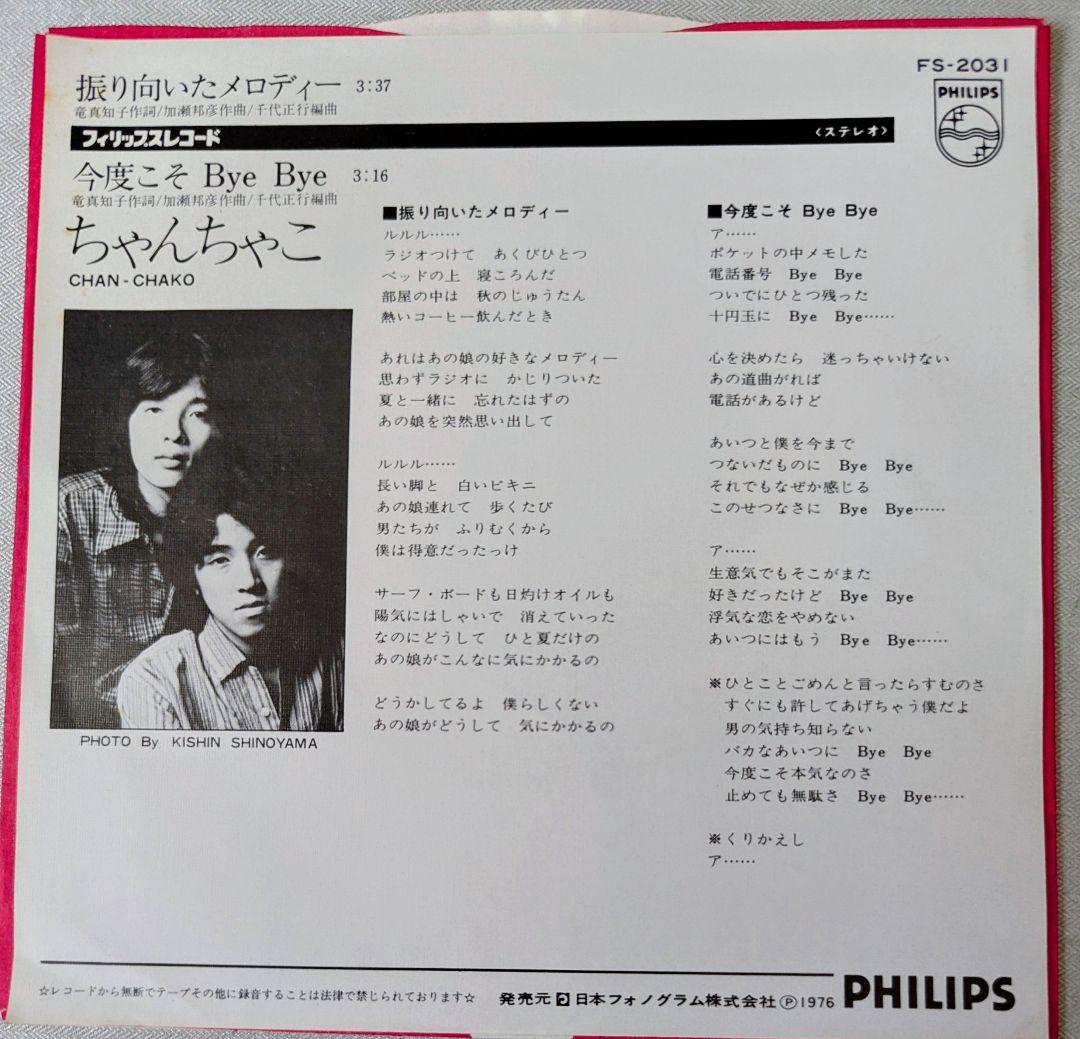 振り向いたメロディー 3:37
竜真知子作詞/加瀬邦彦作曲/千代正行編曲
フィリップスレコード
〈ステレオ〉
FS-2031
PHILIPS
今度こそ Bye Bye 3:16
竜真知子作詞/加瀬邦彦作曲/千代正行編曲
ちゃんちゃこ
CHAN-CHAKO
PHOTO By KISHIN SHINOYAMA
■振り向いたメロディー
ルルル……
ラジオつけて あくびひとつ
ベッドの上 寝ころんだ
部屋の中は 秋のじゅうたん
熱いコーヒー飲んだとき
あれはあの娘の好きなメロディー
思わずラジオに かじりついた
夏と一緒に 忘れたはずの
あの娘を突然思い出して
ルルル……
長い脚と 白いビキニ
あの娘連れて 歩くたび
男たちが ふりむくから
僕は得意だったっけ
サーフ・ボードも日灼けオイルも
陽気にはしゃいで 消えていった
なのにどうして ひと夏だけの
あの娘がこんなに気にかかるの
どうかしてるよ 僕らしくない
あの娘がどうして 気にかかるの
■今度こそ Bye Bye
ア……
ポケットの中メモした
電話番号 Bye Bye
ついでにひとつ残った
十円玉に Bye Bye……
心を決めたら 迷っちゃいけない
あの道曲がれば
電話があるけど
あいつと僕を今まで
つないだものに Bye Bye
それでもなぜか感じる
このせつなさに Bye Bye……
ア……
生意気でもそこがまた
好きだったけど Bye Bye
浮気な恋をやめない
あいつにはもう Bye Bye……
※ひとことごめんと言ったらすむのさ
すぐにも許してあげちゃう僕だよ
男の気持ち知らない
バカなあいつに Bye Bye
今度こそ本気なのさ
止めても無駄さ Bye Bye……
※くりかえし
ア……
☆レコードから無断でテープその他に録音することは法律で禁じられております☆
発売元 日本フォノグラム株式会社 Ⓟ1976 PHILIPS